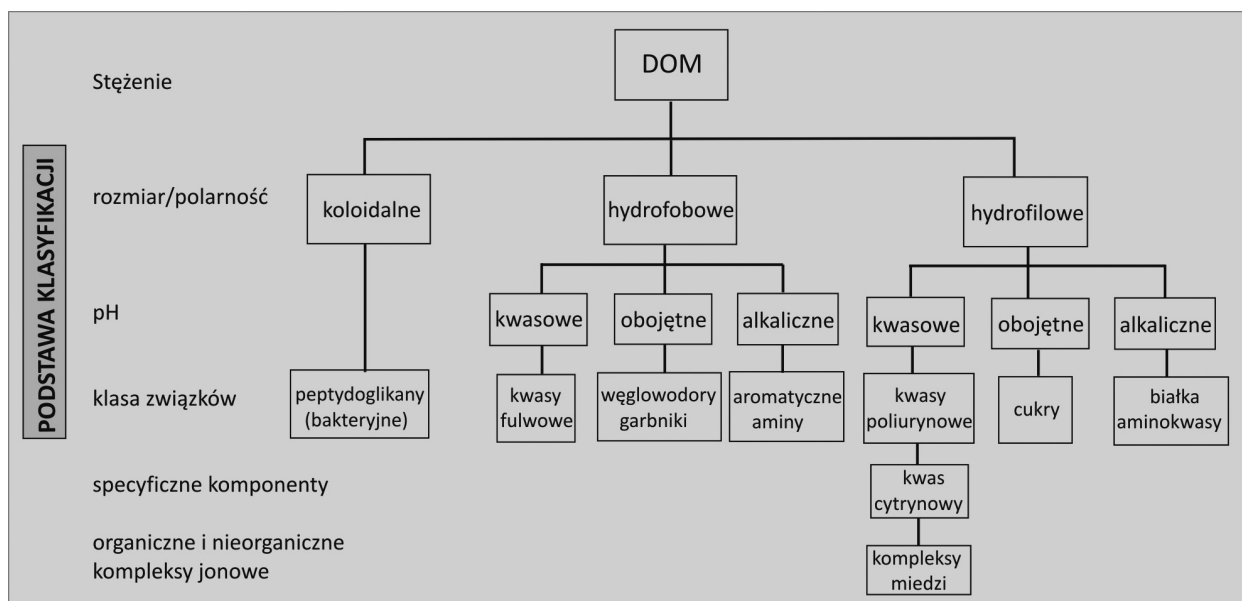 DOM
Stężenie
PODSTAWA KLASYFIKACJI
rozmiar/polarność
koloidalne
hydrofobowe
hydrofilowe
pH
kwasowe
obojętne
alkaliczne
kwasowe
obojętne
alkaliczne
klasa związków
peptydoglikany
(bakteryjne)
kwasy
fulwowe
węglowodory
garbniki
aromatyczne
aminy
kwasy
poliurynowe
cukry
białka
aminokwasy
specyficzne komponenty
kwas
cytrynowy
organiczne i nieorganiczne
kompleksy jonowe
kompleksy
miedzi